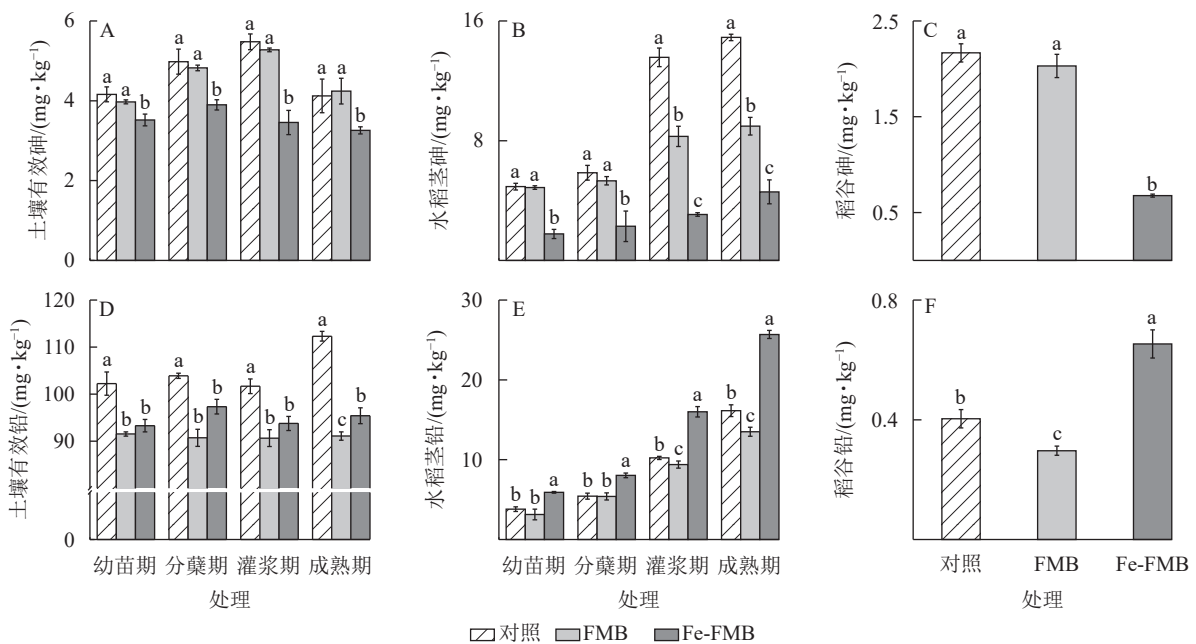 A
土壤有效砷/(mg•kg⁻¹)
6
4
2
0
a a b
a a b
a a b
a a b
B
水稻茎砷/(mg•kg⁻¹)
16
8
a a b
a a b
a b c
a b c
C
稻谷砷/(mg•kg⁻¹)
2.5
1.5
0.5
a a b
D
土壤有效铅/(mg•kg⁻¹)
120
110
100
90
0
a b b
a b b
a b b
a c b
幼苗期 分蘖期 灌浆期 成熟期
E
水稻茎铅/(mg•kg⁻¹)
30
20
10
b b a
b b a
b c a
b c a
幼苗期 分蘖期 灌浆期 成熟期
F
稻谷铅/(mg•kg⁻¹)
0.8
0.4
b c a
对照 FMB Fe-FMB
处理 处理 处理
对照 FMB Fe-FMB